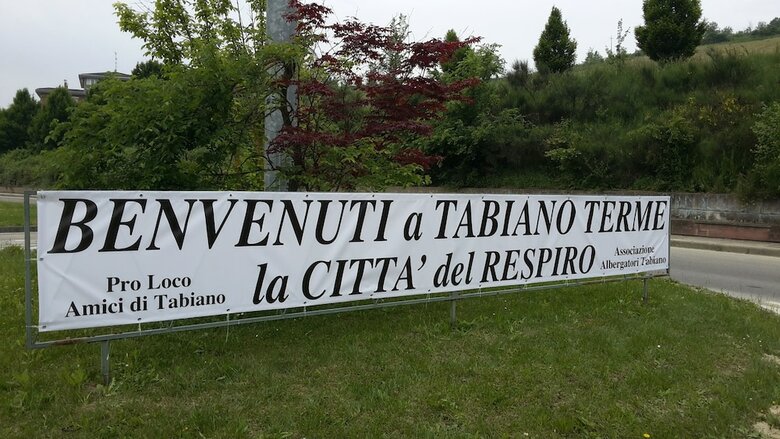 BENVENUTI a TABIANO TERME
la CITTA' del RESPIRO
Pro Loco
Amici di Tabiano
Associazione
Albergatori Tabiano